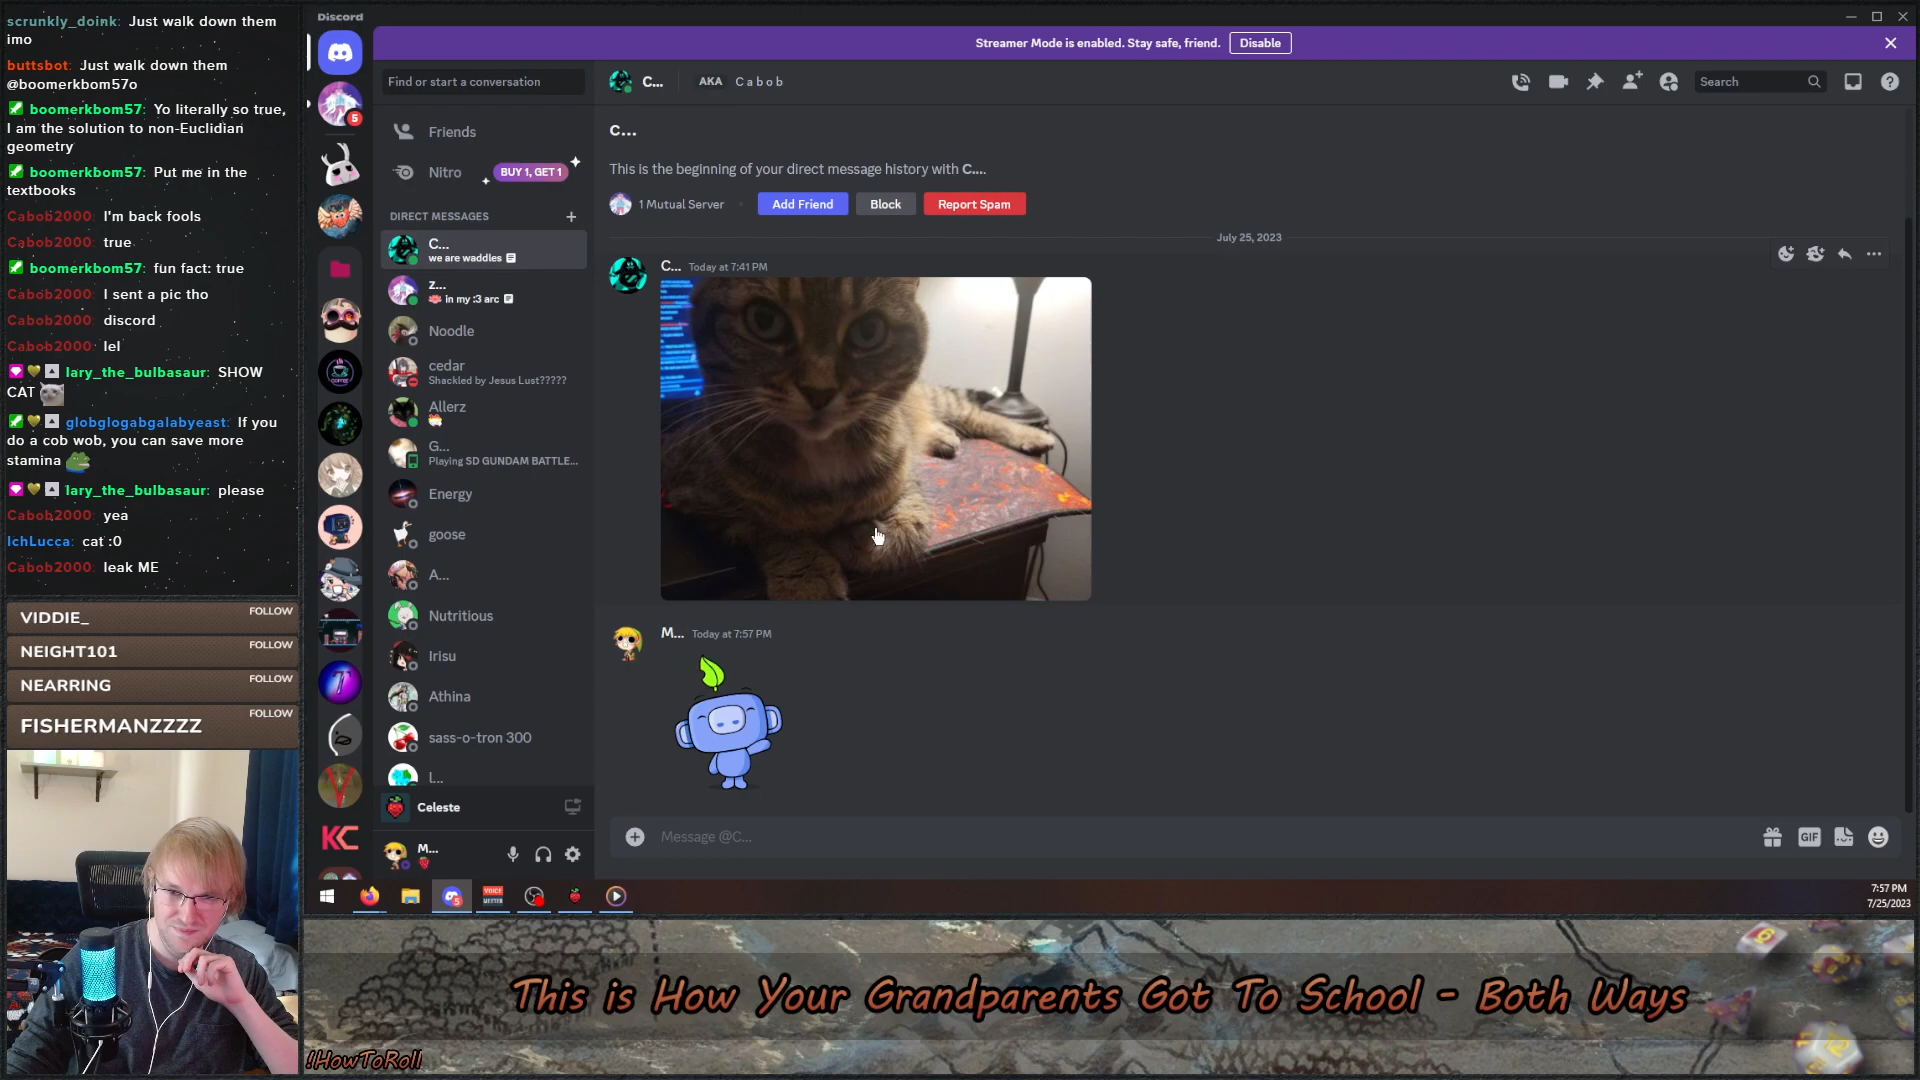 scrunkly_doink: Just walk down them
imo
buttsbot: Just walk down them
@boomerkbom57o
boomerkbom57: Yo literally so true,
I am the solution to non-Euclidian
geometry
boomerkbom57: Put me in the
textbooks
Cabob2000: I'm back fools
Cabob2000: true
boomerkbom57: fun fact: true
Cabob2000: I sent a pic tho
Cabob2000: discord
Cabob2000: lel
lary_the_bulbasaur: SHOW
CAT
globglogabgalabyeast: If you
do a cob wob, you can save more
stamina
lary_the_bulbasaur: please
Cabob2000: yea
IchLucca: cat :0
Cabob2000: leak ME
VIDDIE_ FOLLOW
NEIGHT101 FOLLOW
NEARRING FOLLOW
FISHERMANZZZZ FOLLOW
Discord
Streamer Mode is enabled. Stay safe, friend. Disable
5
COFFEE
KC
Find or start a conversation
Friends
Nitro BUY 1, GET 1
DIRECT MESSAGES
C...
we are waddles
z...
in my :3 arc
Noodle
cedar
Shackled by Jesus Lust?????
Allerz
G...
Playing SD GUNDAM BATTLE...
Energy
goose
A...
Nutritious
Irisu
Athina
sass-o-tron 300
L...
Celeste
M...
C... AKA Cabob
Search
C...
This is the beginning of your direct message history with C....
1 Mutual Server Add Friend Block Report Spam
July 25, 2023
C... Today at 7:41 PM
M... Today at 7:57 PM
Message @C...
GIF
5
VOICE
MEETER
7:57 PM
7/25/2023
This is How Your Grandparents Got To School - Both Ways
!HowToRoll
6
12